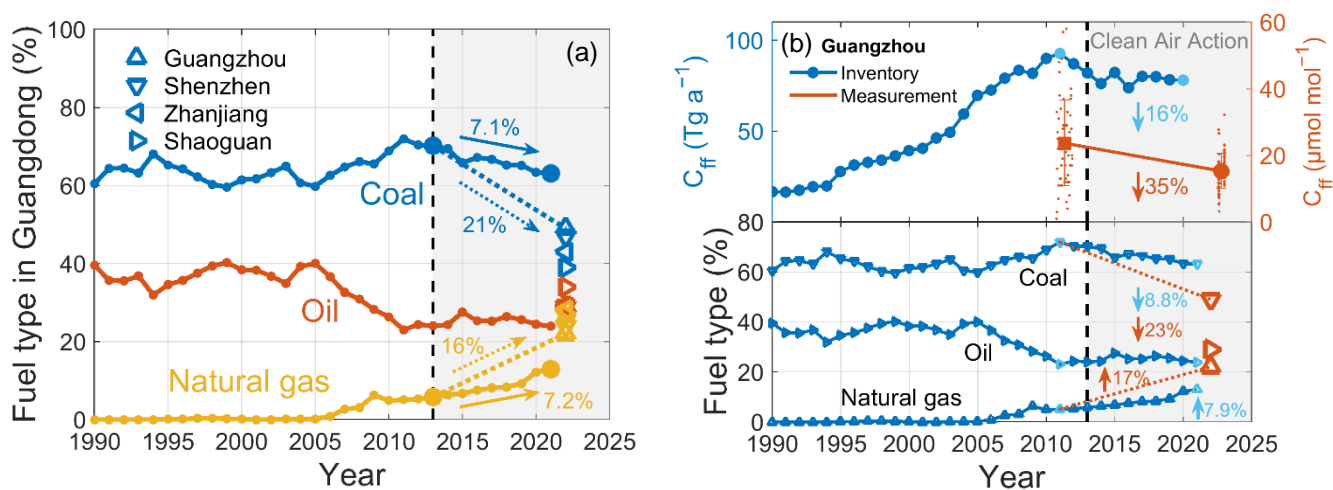 (a)
Guangzhou
Shenzhen
Zhanjiang
Shaoguan
7.1%
Coal
21%
Oil
16%
Natural gas
7.2%
Fuel type in Guangdong (%)
100
80
60
40
20
0
1990 1995 2000 2005 2010 2015 2020 2025
Year
(b) Guangzhou
Clean Air Action
Inventory
Measurement
16%
35%
C_ff (Tg a⁻¹)
100
50
C_ff (μmol mol⁻¹)
60
40
20
0
Coal
8.8%
23%
Oil
17%
Natural gas
7.9%
Fuel type (%)
80
60
40
20
0
1990 1995 2000 2005 2010 2015 2020 2025
Year